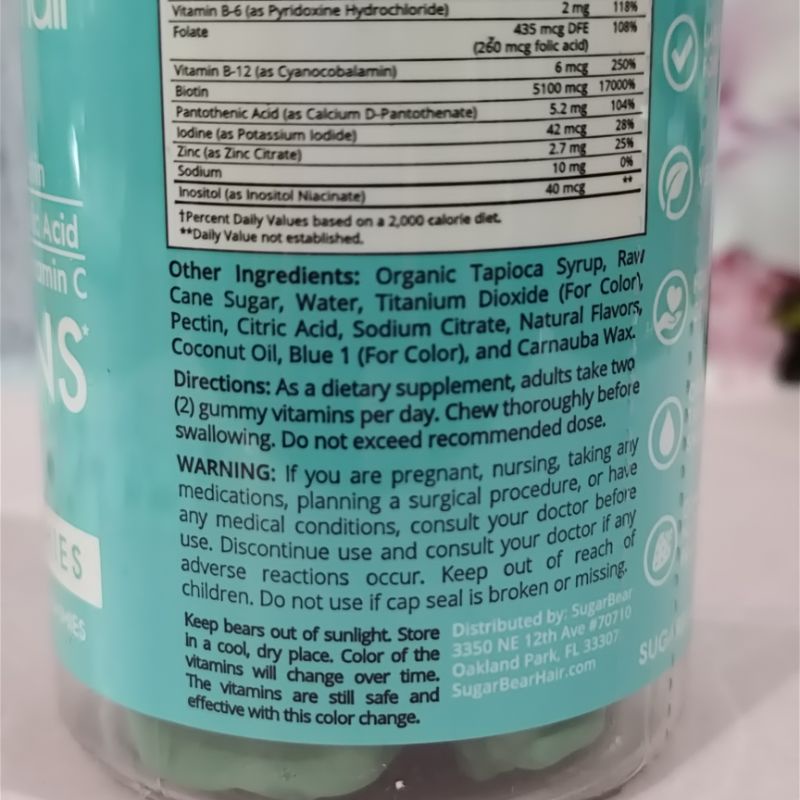 Vitamin B-6 (as Pyridoxine Hydrochloride) 2 mg 118%
Folate 435 mcg DFE 108%
(260 mcg folic acid)
Vitamin B-12 (as Cyanocobalamin) 6 mcg 250%
Biotin 5100 mcg 17000%
Pantothenic Acid (as Calcium D-Pantothenate) 5.2 mg 104%
Iodine (as Potassium Iodide) 42 mcg 28%
Zinc (as Zinc Citrate) 2.7 mg 25%
Sodium 10 mg 0%
Inositol (as Inositol Niacinate) 40 mcg **
†Percent Daily Values based on a 2,000 calorie diet.
**Daily Value not established.
Other Ingredients: Organic Tapioca Syrup, Raw
Cane Sugar, Water, Titanium Dioxide (For Color),
Pectin, Citric Acid, Sodium Citrate, Natural Flavors,
Coconut Oil, Blue 1 (For Color), and Carnauba Wax.
Directions: As a dietary supplement, adults take two
(2) gummy vitamins per day. Chew thoroughly before
swallowing. Do not exceed recommended dose.
WARNING: If you are pregnant, nursing, taking any
medications, planning a surgical procedure, or have
any medical conditions, consult your doctor before
use. Discontinue use and consult your doctor if any
adverse reactions occur. Keep out of reach of
children. Do not use if cap seal is broken or missing.
Keep bears out of sunlight. Store
in a cool, dry place. Color of the
vitamins will change over time.
The vitamins are still safe and
effective with this color change.
Distributed by: SugarBear
3350 NE 12th Ave #70710
Oakland Park, FL 33307
SugarBearHair.com
Acid
C